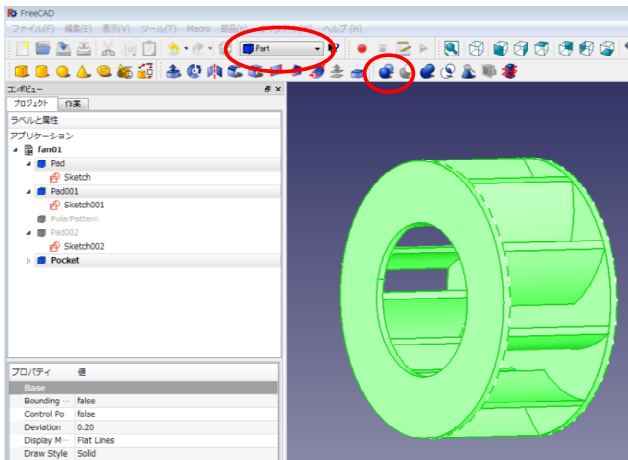 FreeCAD
ファイル(F) 編集(E) 表示(V) ツール(T) Macro ヘルプ(H)
Part
コンボビュー
プロジェクト 作業
ラベルと属性
アプリケーション
fan01
Pad
Sketch
Pad001
Sketch001
PolarPattern
Pad002
Sketch002
Pocket
プロパティ 値
Base
Bounding ... false
Control Po false
Deviation 0.20
Display M... Flat Lines
Draw Style Solid